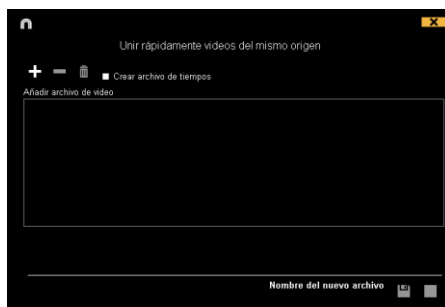 Unir rápidamente videos del mismo origen
Crear archivo de tiempos
Añadir archivo de video
Nombre del nuevo archivo